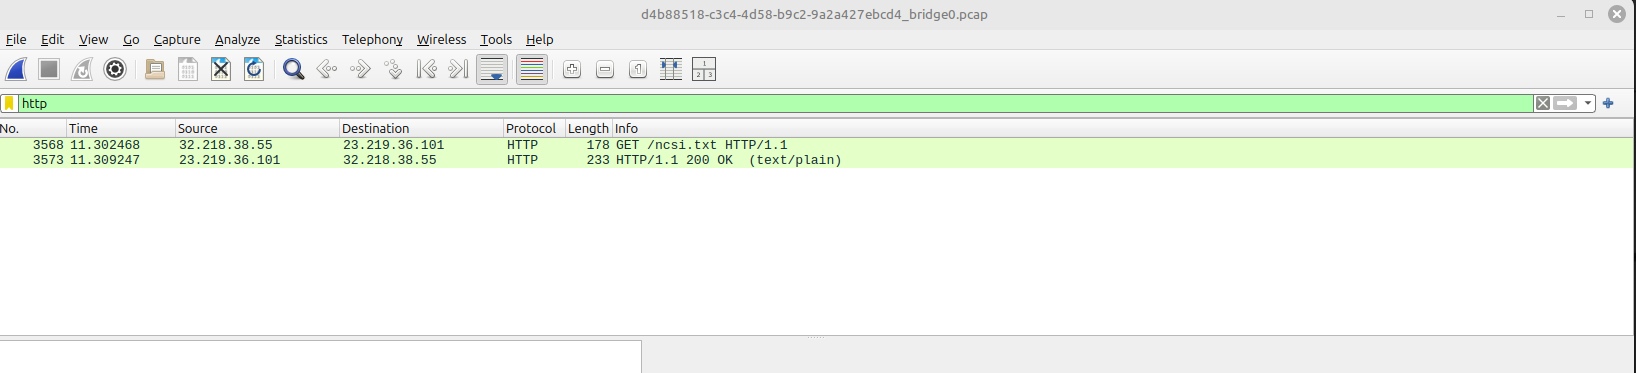 d4b88518-c3c4-4d58-b9c2-9a2a427ebcd4_bridge0.pcap
File Edit View Go Capture Analyze Statistics Telephony Wireless Tools Help
http
No. Time Source Destination Protocol Length Info
3568 11.302468 32.218.38.55 23.219.36.101 HTTP 178 GET /ncsi.txt HTTP/1.1
3573 11.309247 23.219.36.101 32.218.38.55 HTTP 233 HTTP/1.1 200 OK (text/plain)